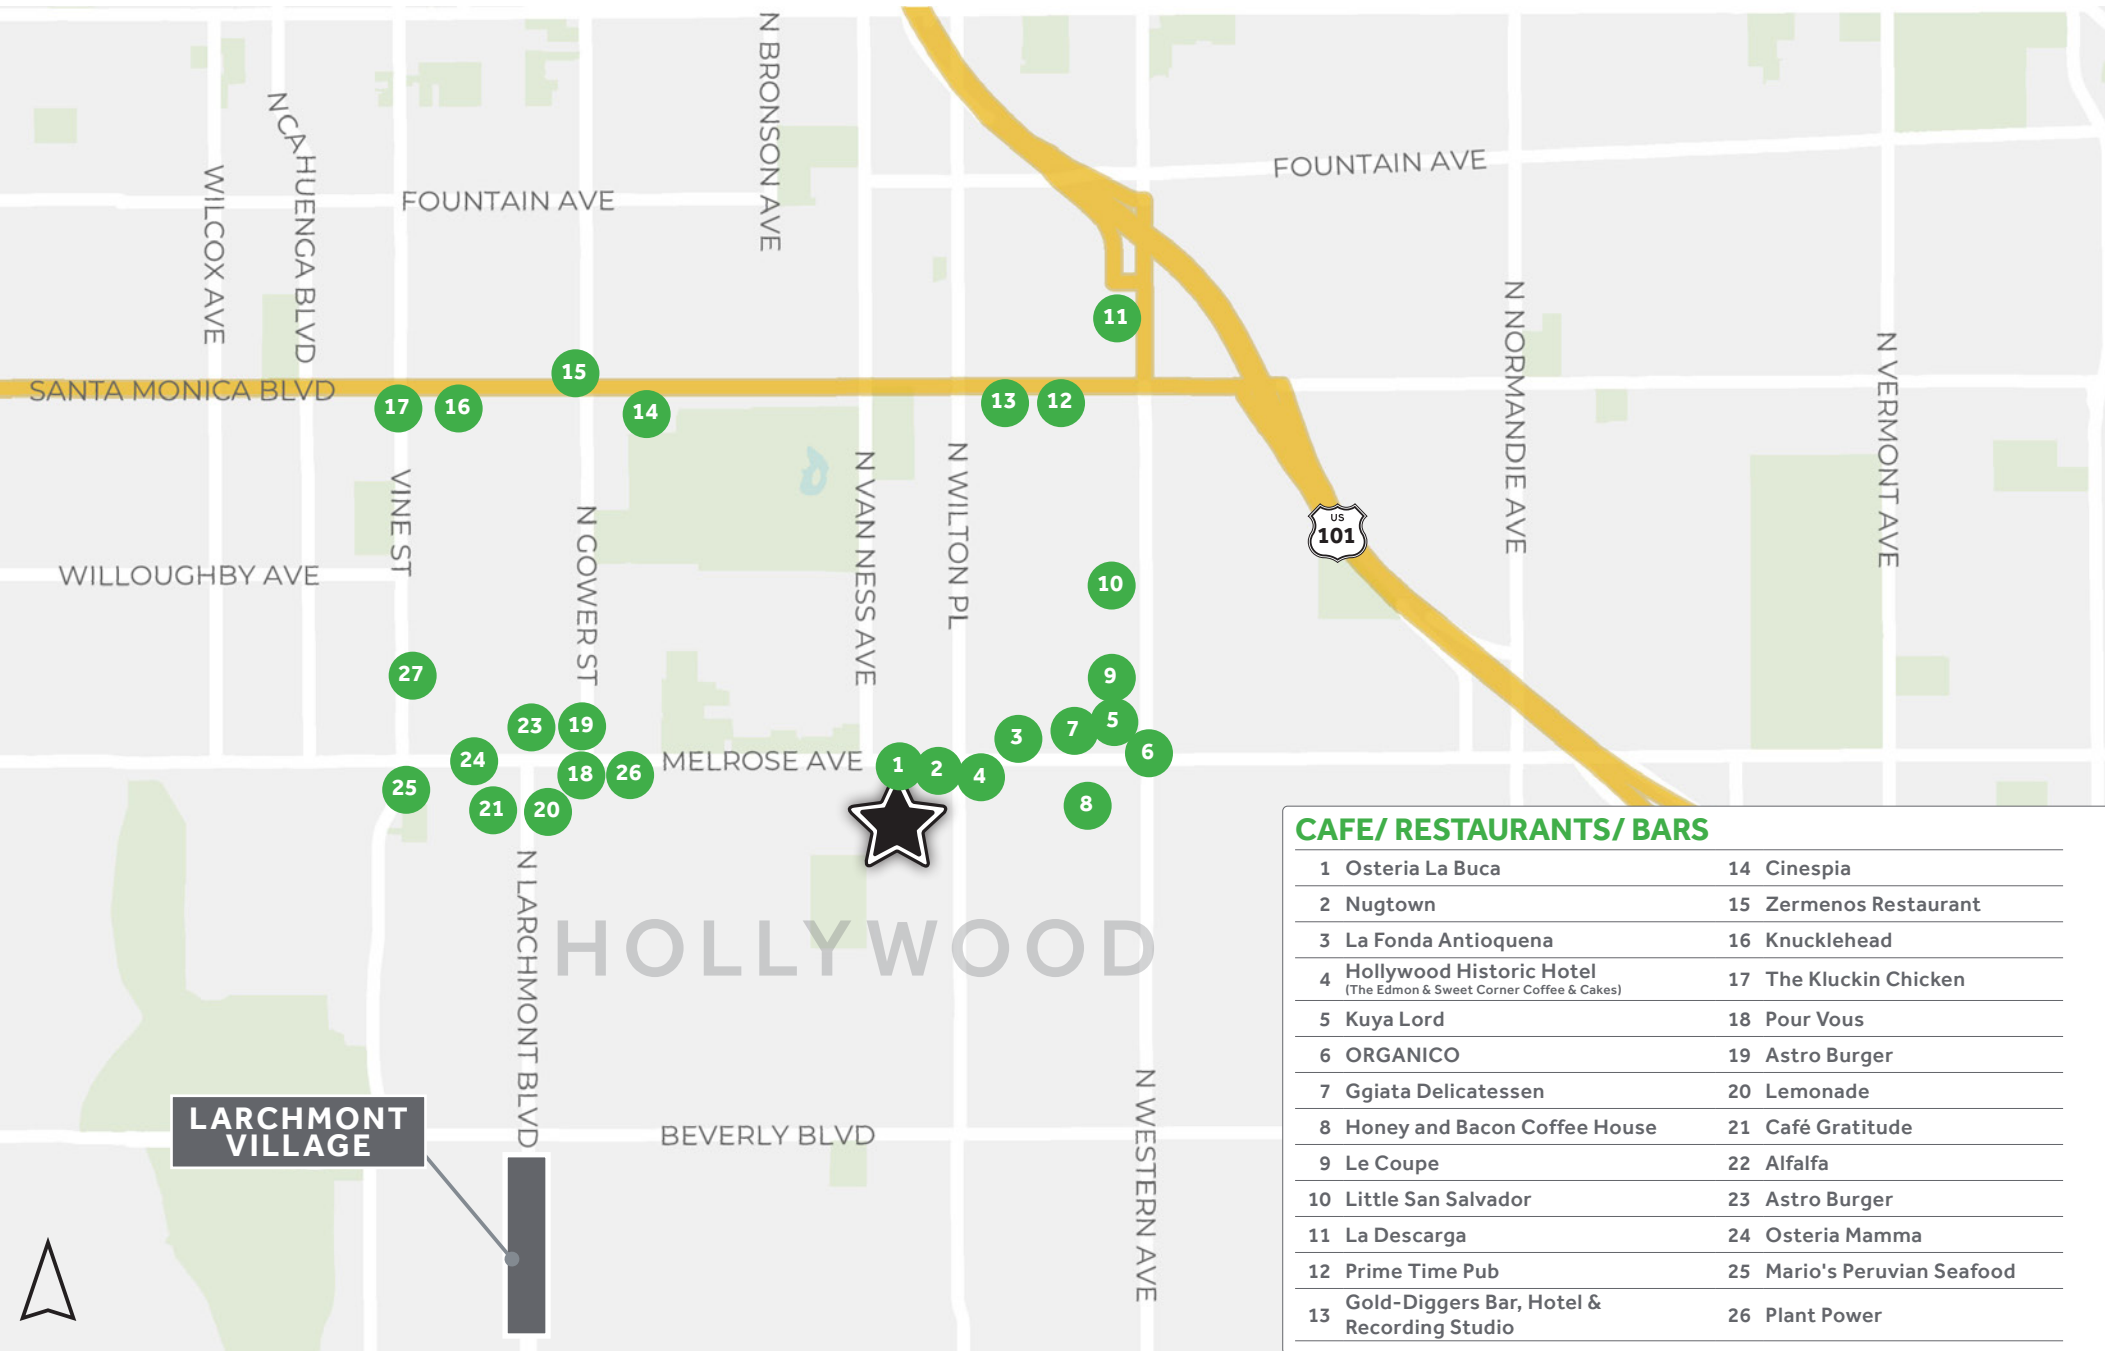 N BRONSON AVE
N CAHUENGA BLVD
WILCOX AVE
FOUNTAIN AVE
FOUNTAIN AVE
N NORMANDIE AVE
N VERMONT AVE
11
15
SANTA MONICA BLVD
17
16
14
13
12
VINE ST
N GOWER ST
N VAN NESS AVE
N WILTON PL
US
101
WILLOUGHBY AVE
10
27
9
23
19
3
7
5
6
24
18
26
MELROSE AVE
1
2
4
25
21
20
8
N LARCHMONT BLVD
HOLLYWOOD
LARCHMONT
VILLAGE
BEVERLY BLVD
N WESTERN AVE
CAFE/ RESTAURANTS/ BARS
1 Osteria La Buca
2 Nugtown
3 La Fonda Antioquena
4 Hollywood Historic Hotel
(The Edmon & Sweet Corner Coffee & Cakes)
5 Kuya Lord
6 ORGANICO
7 Ggiata Delicatessen
8 Honey and Bacon Coffee House
9 Le Coupe
10 Little San Salvador
11 La Descarga
12 Prime Time Pub
13 Gold-Diggers Bar, Hotel &
Recording Studio
14 Cinespia
15 Zermenos Restaurant
16 Knucklehead
17 The Kluckin Chicken
18 Pour Vous
19 Astro Burger
20 Lemonade
21 Café Gratitude
22 Alfalfa
23 Astro Burger
24 Osteria Mamma
25 Mario's Peruvian Seafood
26 Plant Power